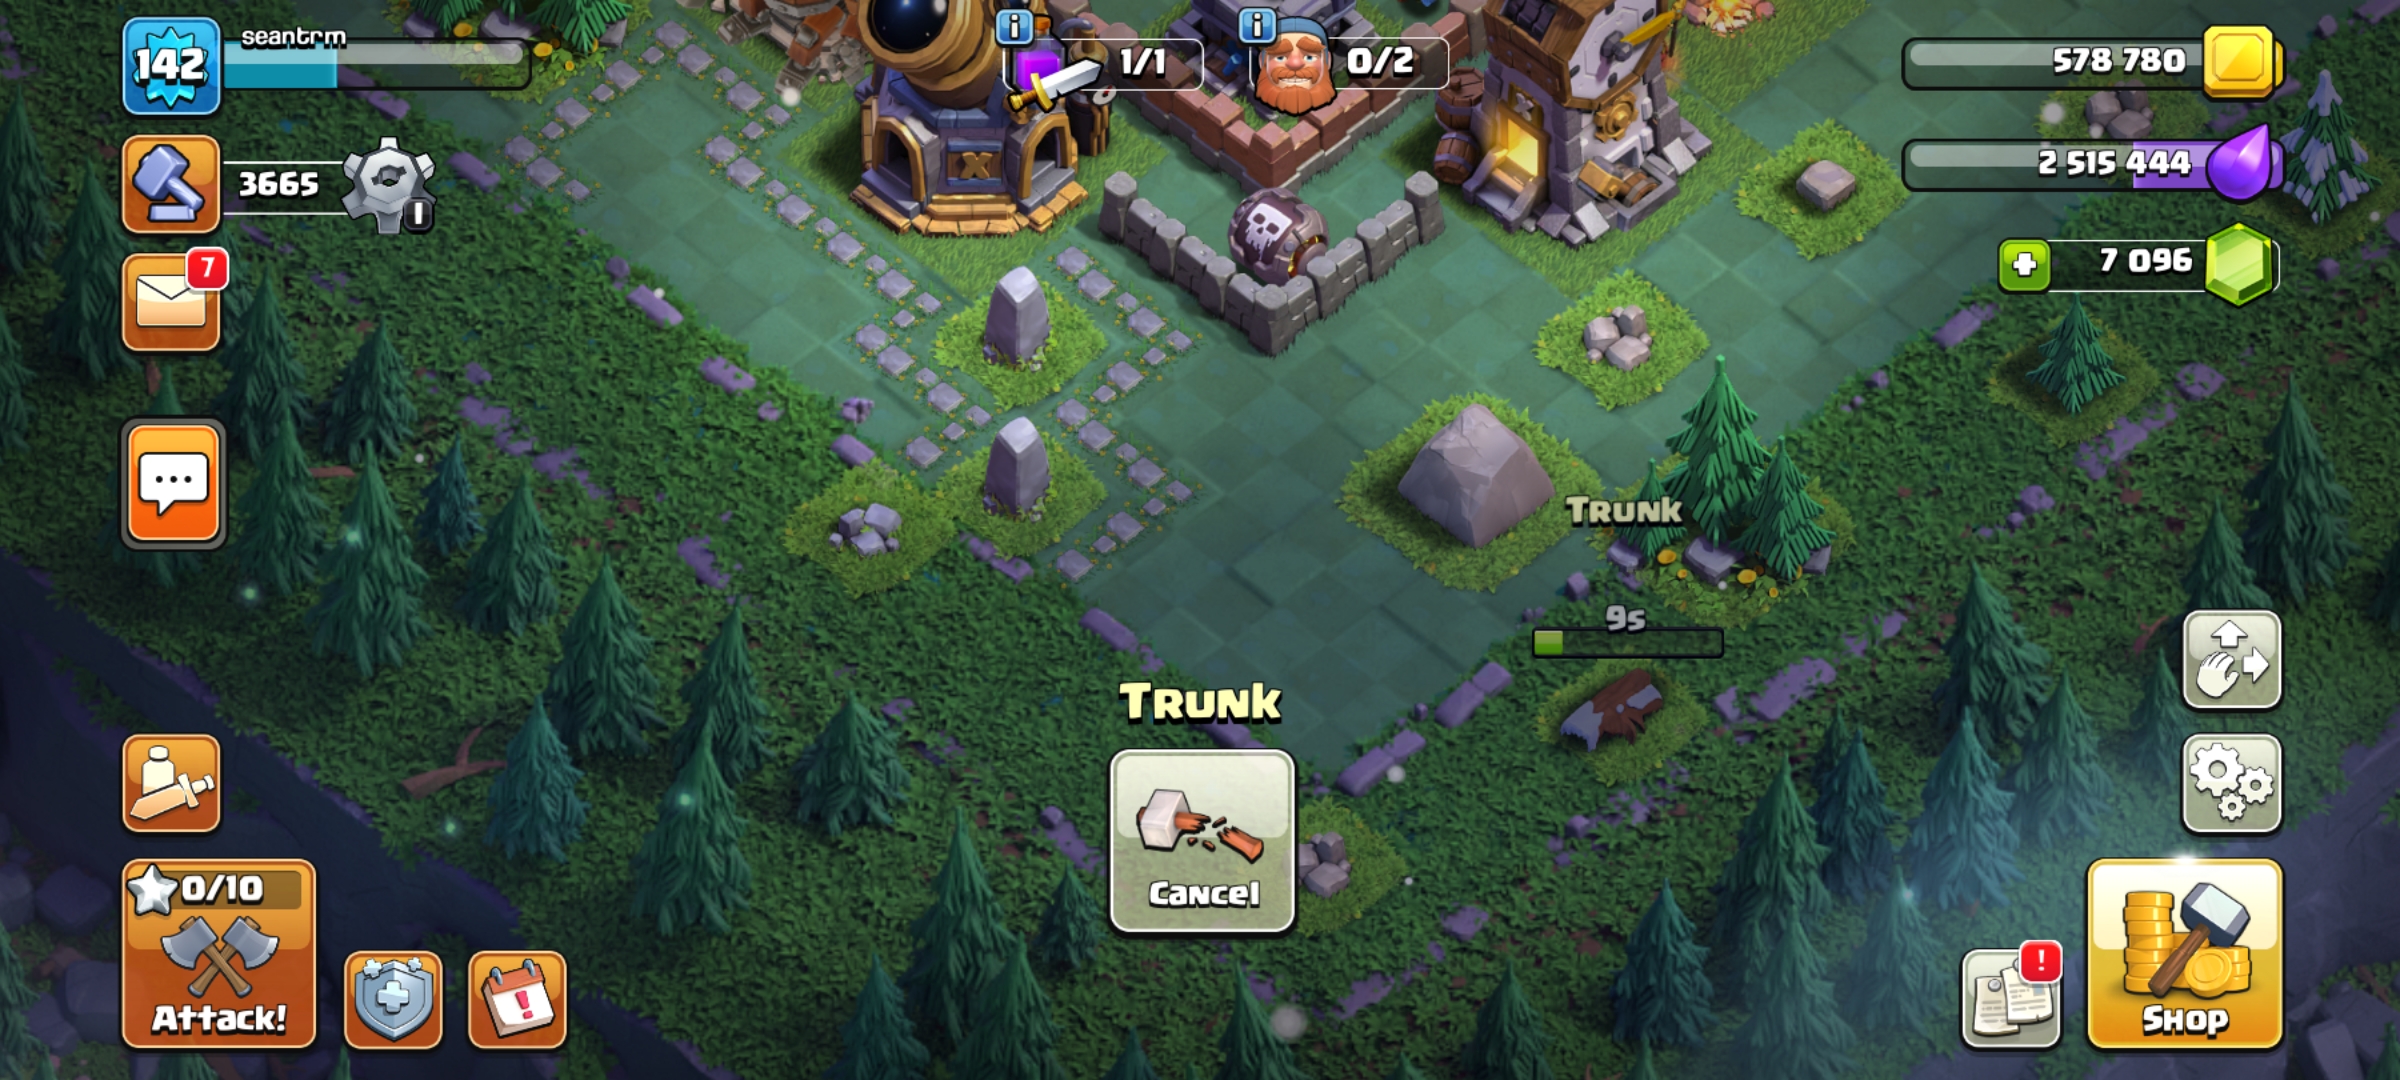 142
seantrm
1/1
0/2
578 780
3665
I
2 515 444
7
7 096
TRUNK
9s
TRUNK
Cancel
0/10
Attack!
Shop